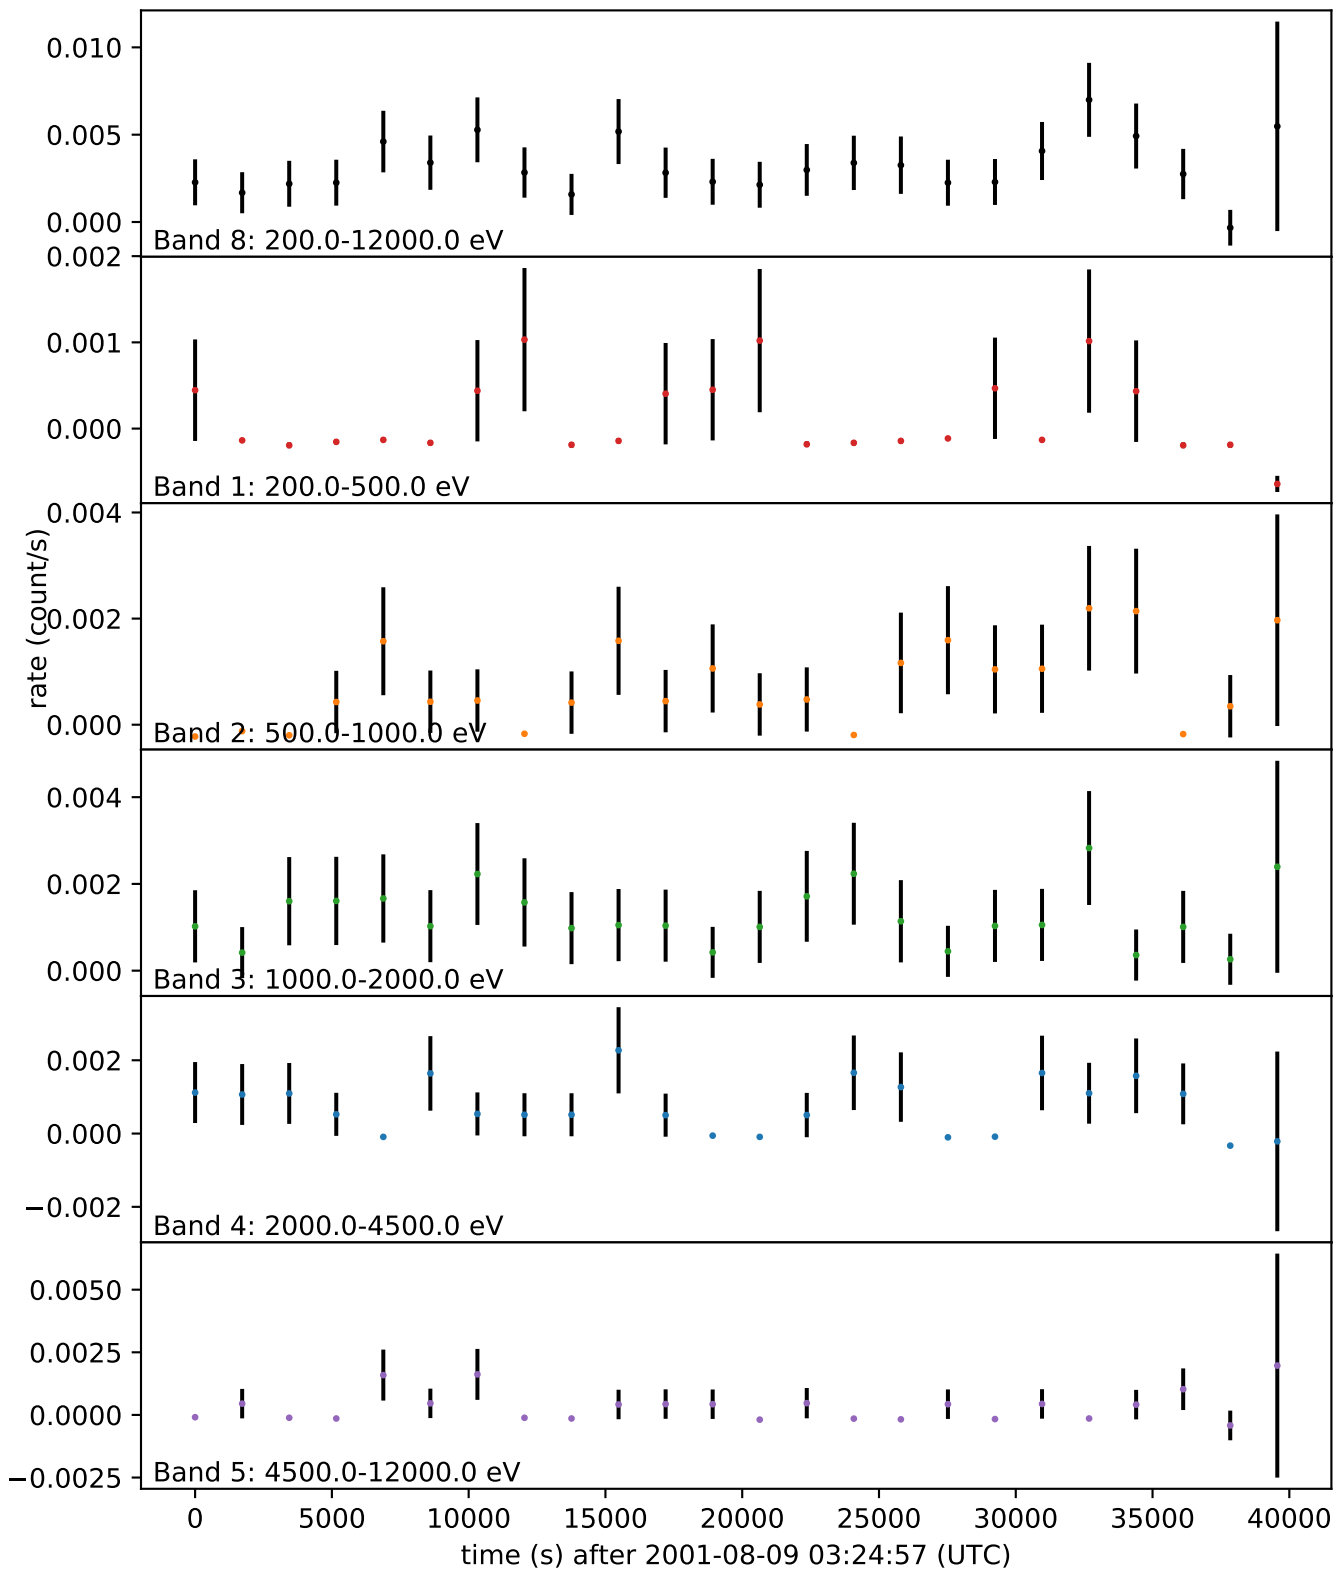 0.010
0.005
0.000
Band 8: 200.0-12000.0 eV
0.002
0.001
0.000
Band 1: 200.0-500.0 eV
0.004
0.002
0.000
Band 2: 500.0-1000.0 eV
rate (count/s)
0.004
0.002
0.000
Band 3: 1000.0-2000.0 eV
0.002
0.000
−0.002
Band 4: 2000.0-4500.0 eV
0.0050
0.0025
0.0000
−0.0025
Band 5: 4500.0-12000.0 eV
0 5000 10000 15000 20000 25000 30000 35000 40000
time (s) after 2001-08-09 03:24:57 (UTC)